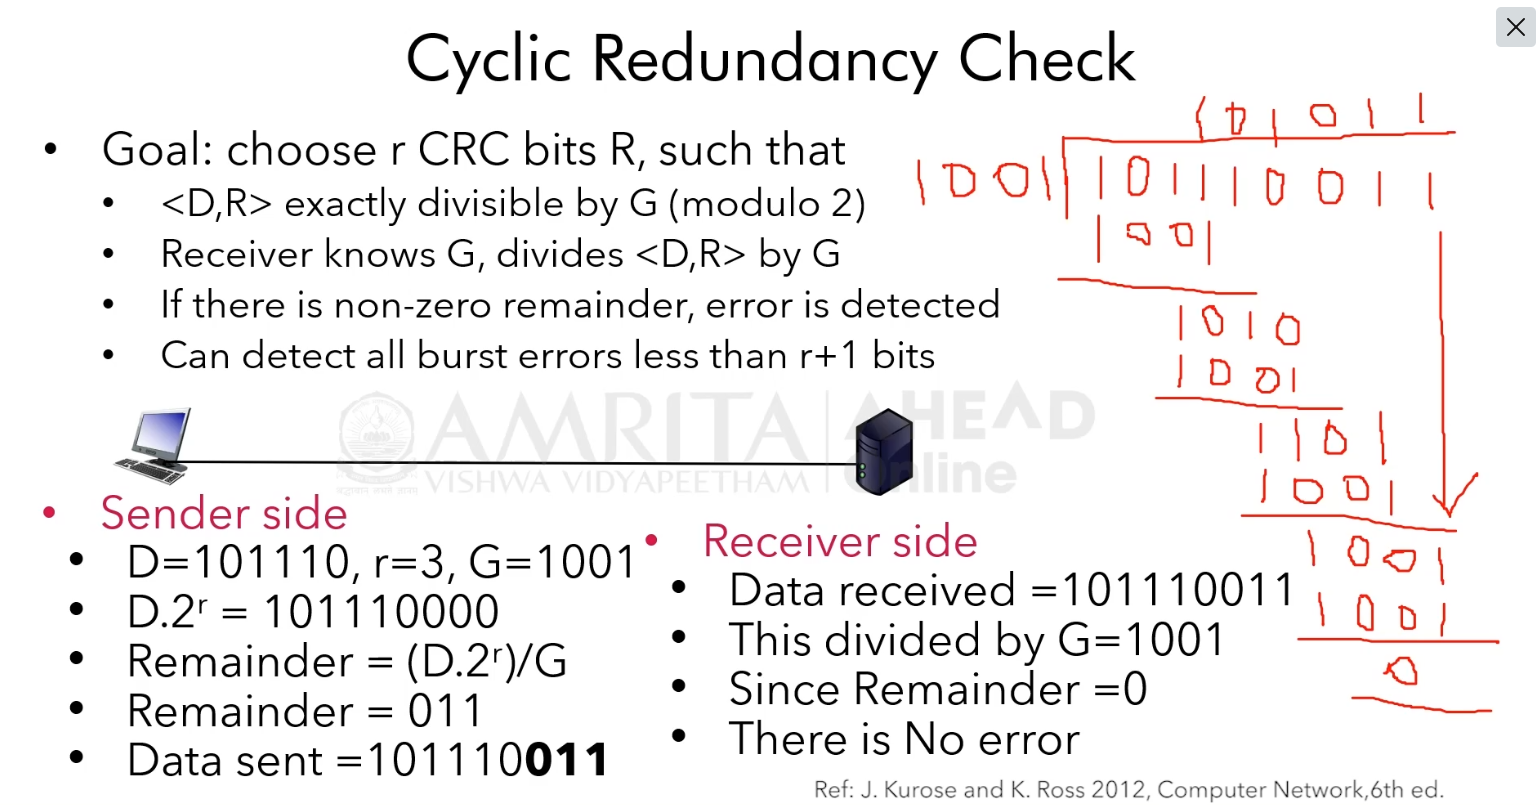 Cyclic Redundancy Check
• Goal: choose r CRC bits R, such that
• <D,R> exactly divisible by G (modulo 2)
• Receiver knows G, divides <D,R> by G
• If there is non-zero remainder, error is detected
• Can detect all burst errors less than r+1 bits
AMRITA AHEAD
VISHWA VIDYAPEETHAM Online
• Sender side
• D=101110, r=3, G=1001
• D.2ʳ = 101110000
• Remainder = (D.2ʳ)/G
• Remainder = 011
• Data sent =101110011
• Receiver side
• Data received =101110011
• This divided by G=1001
• Since Remainder =0
• There is No error
101011
1001 101110011
1001
1010
1001
1101
1001
1001
1001
0
Ref: J. Kurose and K. Ross 2012, Computer Network,6th ed.